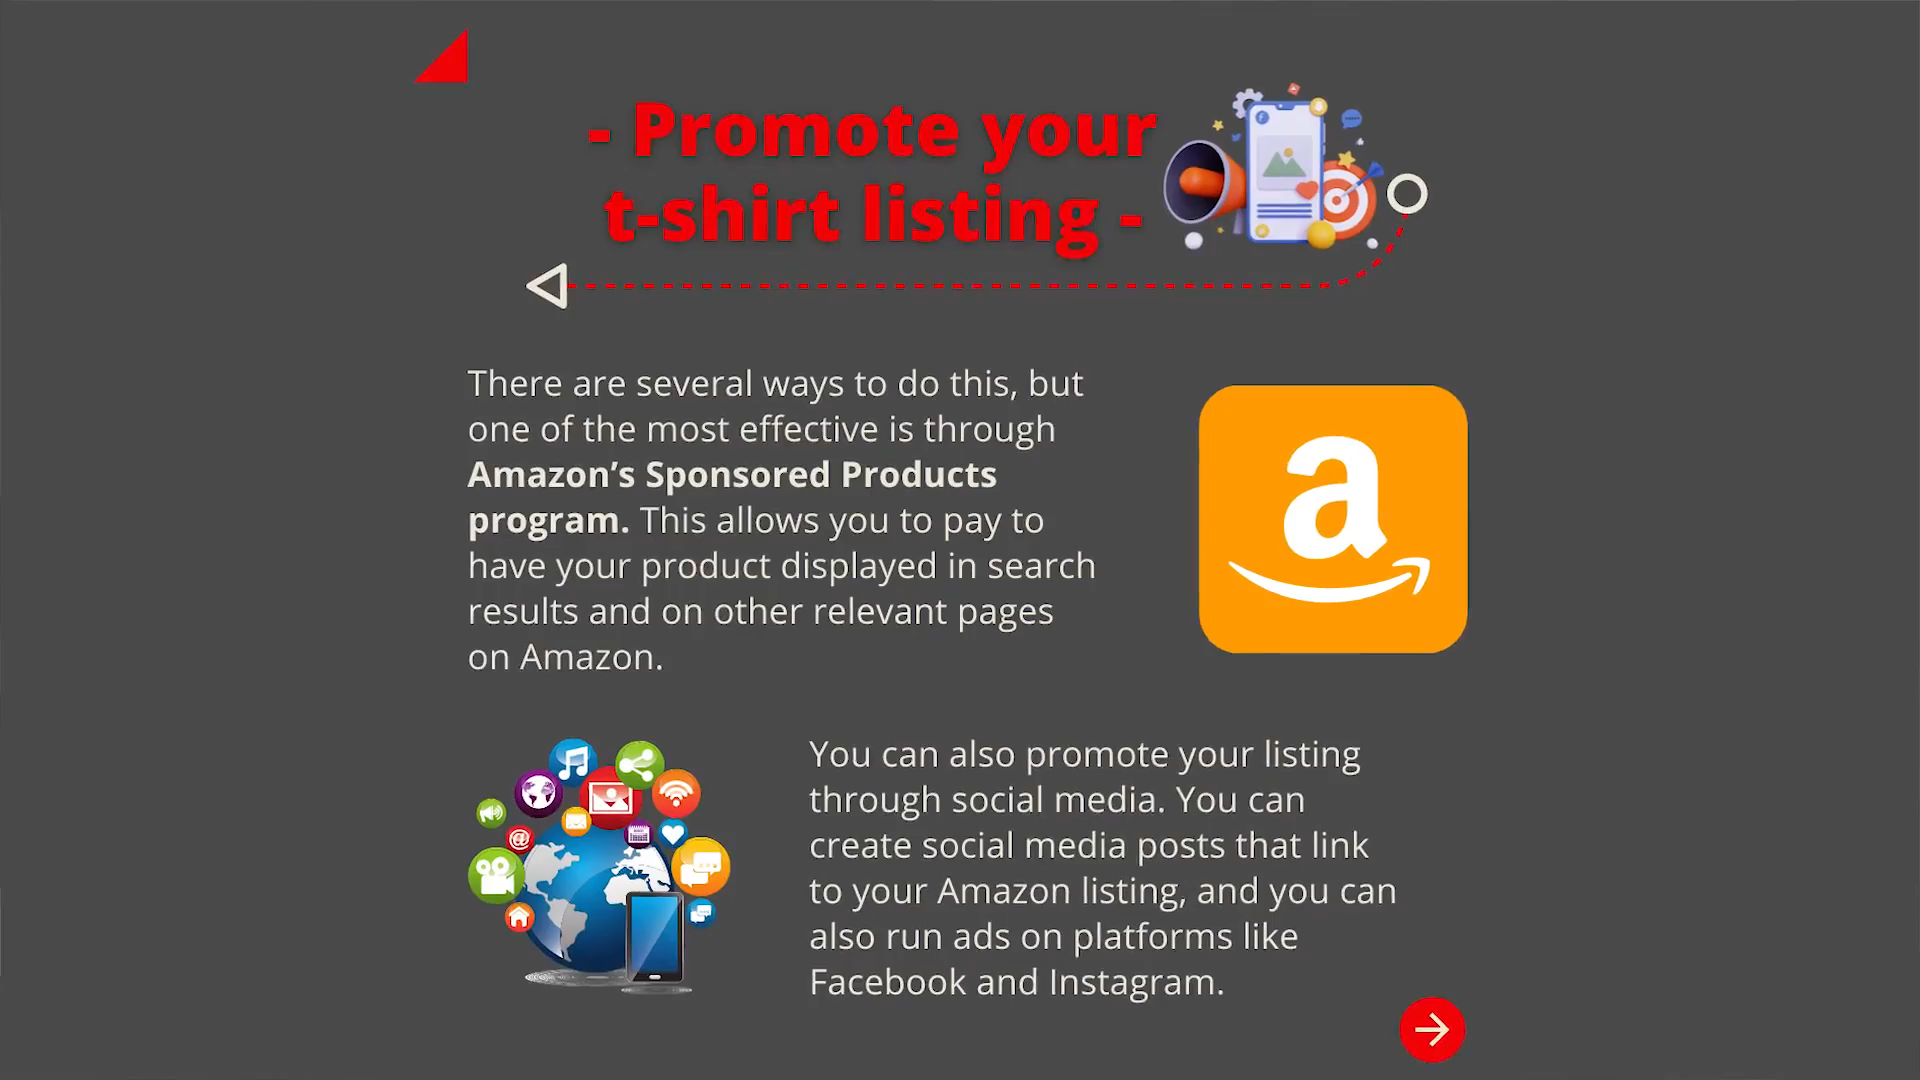 - Promote your
t-shirt listing -
There are several ways to do this, but
one of the most effective is through
Amazon’s Sponsored Products
program. This allows you to pay to
have your product displayed in search
results and on other relevant pages
on Amazon.
a
You can also promote your listing
through social media. You can
create social media posts that link
to your Amazon listing, and you can
also run ads on platforms like
Facebook and Instagram.